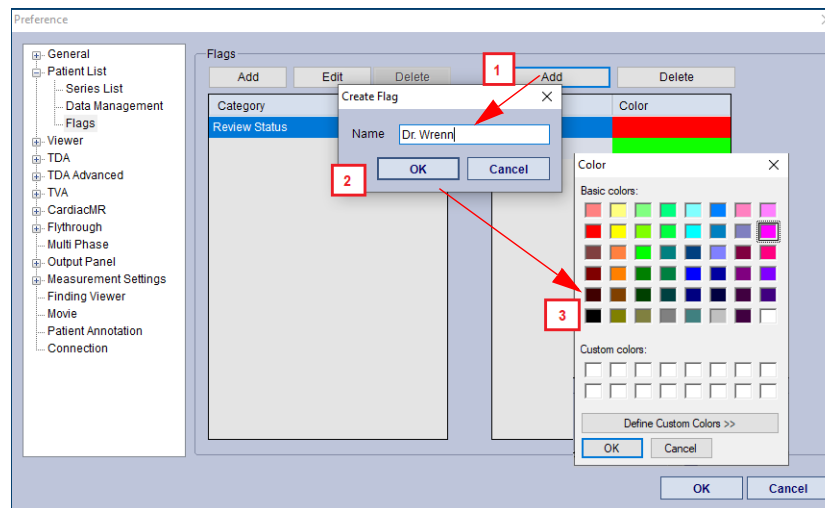 Preference
General
Patient List
Series List
Data Management
Flags
Viewer
TDA
TDA Advanced
TVA
CardiacMR
Flythrough
Multi Phase
Output Panel
Measurement Settings
Finding Viewer
Movie
Patient Annotation
Connection
Flags
Add Edit Delete
1
Add Delete
Category
Color
Review Status
Create Flag
Name Dr. Wrenn
OK Cancel
2
Color
Basic colors:
3
Custom colors:
Define Custom Colors >>
OK Cancel
OK Cancel